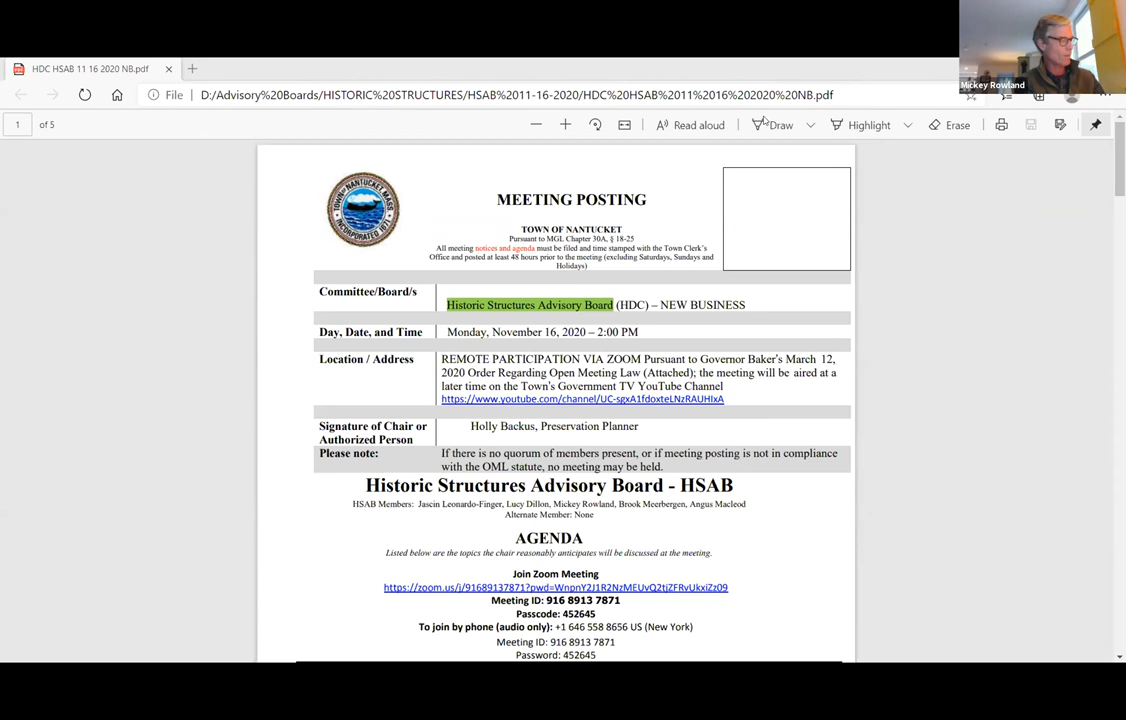 Mickey Rowland
HDC HSAB 11 16 2020 NB.pdf
File
D:/Advisory%20Boards/HISTORIC%20STRUCTURES/HSAB%2011-16-2020/HDC%20HSAB%2011%2016%202020%20NB.pdf
1 of 5
Read aloud
Draw
Highlight
Erase
TOWN OF NANTUCKET MASS
INCORPORATED 1671
MEETING POSTING
TOWN OF NANTUCKET
Pursuant to MGL Chapter 30A, § 18-25
All meeting notices and agenda must be filed and time stamped with the Town Clerk's
Office and posted at least 48 hours prior to the meeting (excluding Saturdays, Sundays and
Holidays)
Committee/Board/s
Historic Structures Advisory Board (HDC) – NEW BUSINESS
Day, Date, and Time
Monday, November 16, 2020 – 2:00 PM
Location / Address
REMOTE PARTICIPATION VIA ZOOM Pursuant to Governor Baker's March 12,
2020 Order Regarding Open Meeting Law (Attached); the meeting will be aired at a
later time on the Town's Government TV YouTube Channel
https://www.youtube.com/channel/UC-sgxA1fdoxteLNzRAUHIxA
Signature of Chair or
Authorized Person
Holly Backus, Preservation Planner
Please note:
If there is no quorum of members present, or if meeting posting is not in compliance
with the OML statute, no meeting may be held.
Historic Structures Advisory Board - HSAB
HSAB Members: Jascin Leonardo-Finger, Lucy Dillon, Mickey Rowland, Brook Meerbergen, Angus Macleod
Alternate Member: None
AGENDA
Listed below are the topics the chair reasonably anticipates will be discussed at the meeting.
Join Zoom Meeting
https://zoom.us/j/91689137871?pwd=WnpnY2J1R2NzMEUvQ2tjZFRvUkxiZz09
Meeting ID: 916 8913 7871
Passcode: 452645
To join by phone (audio only): +1 646 558 8656 US (New York)
Meeting ID: 916 8913 7871
Password: 452645